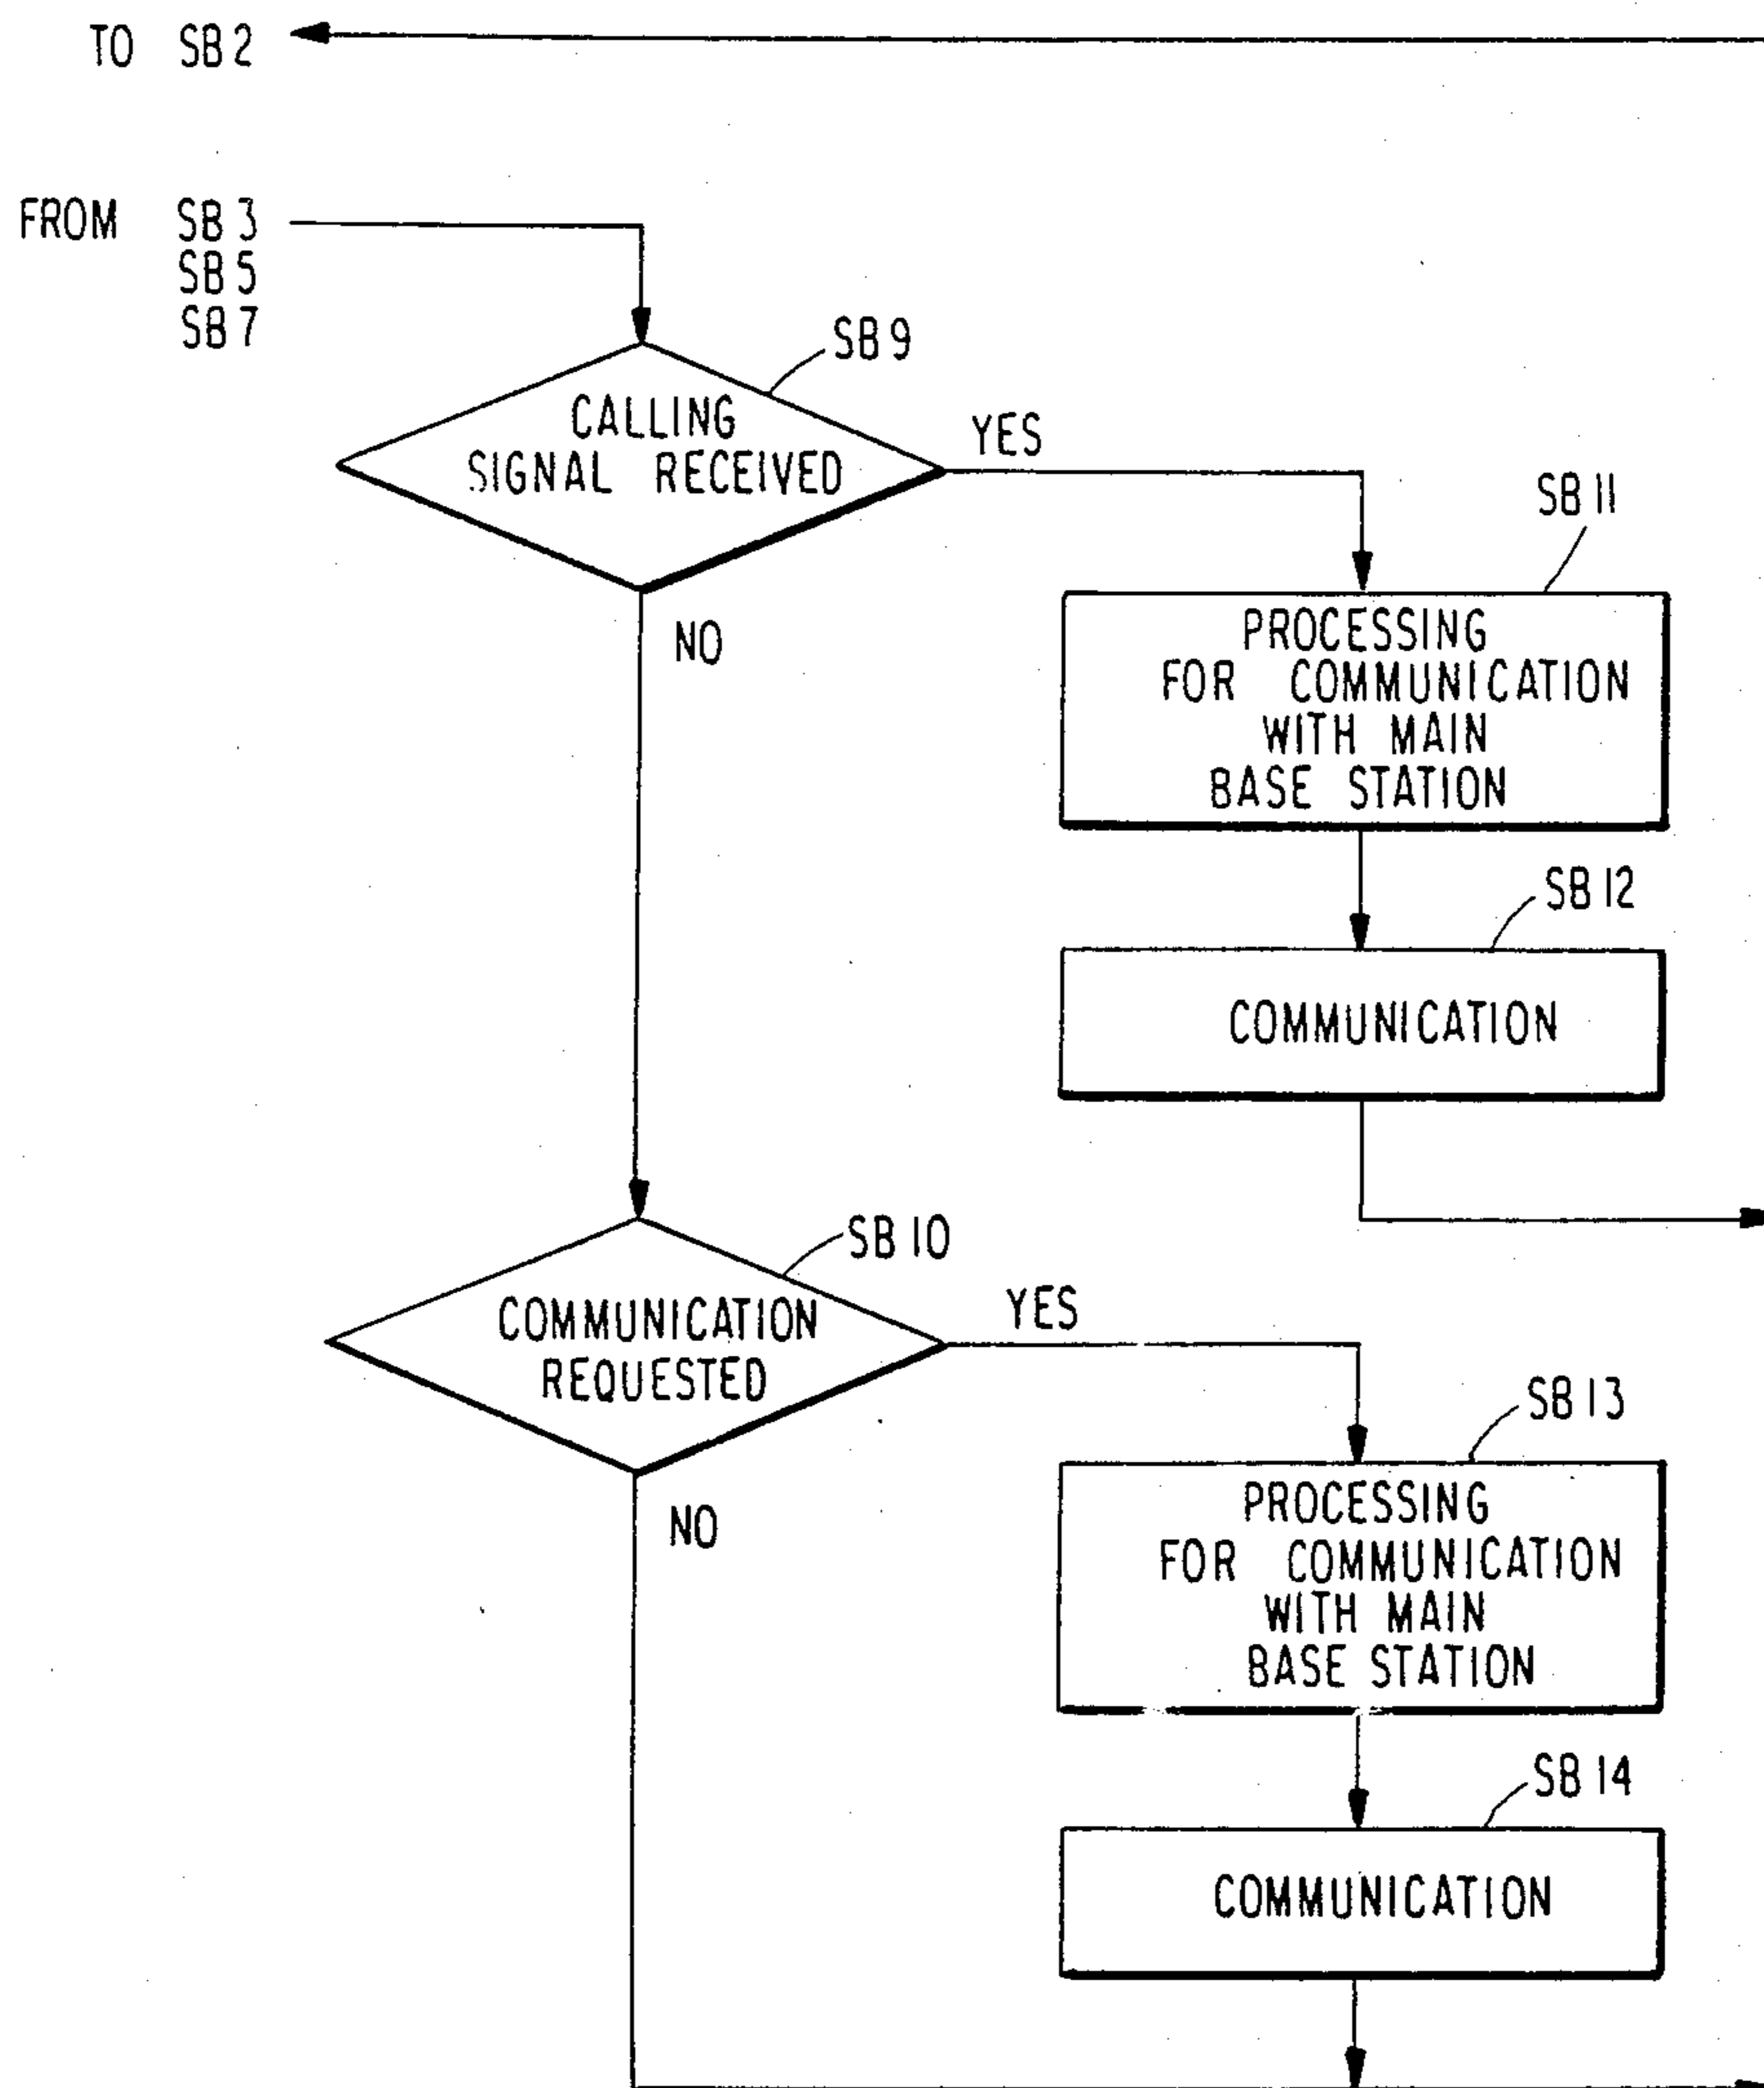 TO SB2
FROM SB3
SB5
SB7
SB9
CALLING
SIGNAL RECEIVED
YES
NO
SB11
PROCESSING
FOR COMMUNICATION
WITH MAIN
BASE STATION
SB12
COMMUNICATION
SB10
COMMUNICATION
REQUESTED
YES
NO
SB13
PROCESSING
FOR COMMUNICATION
WITH MAIN
BASE STATION
SB14
COMMUNICATION